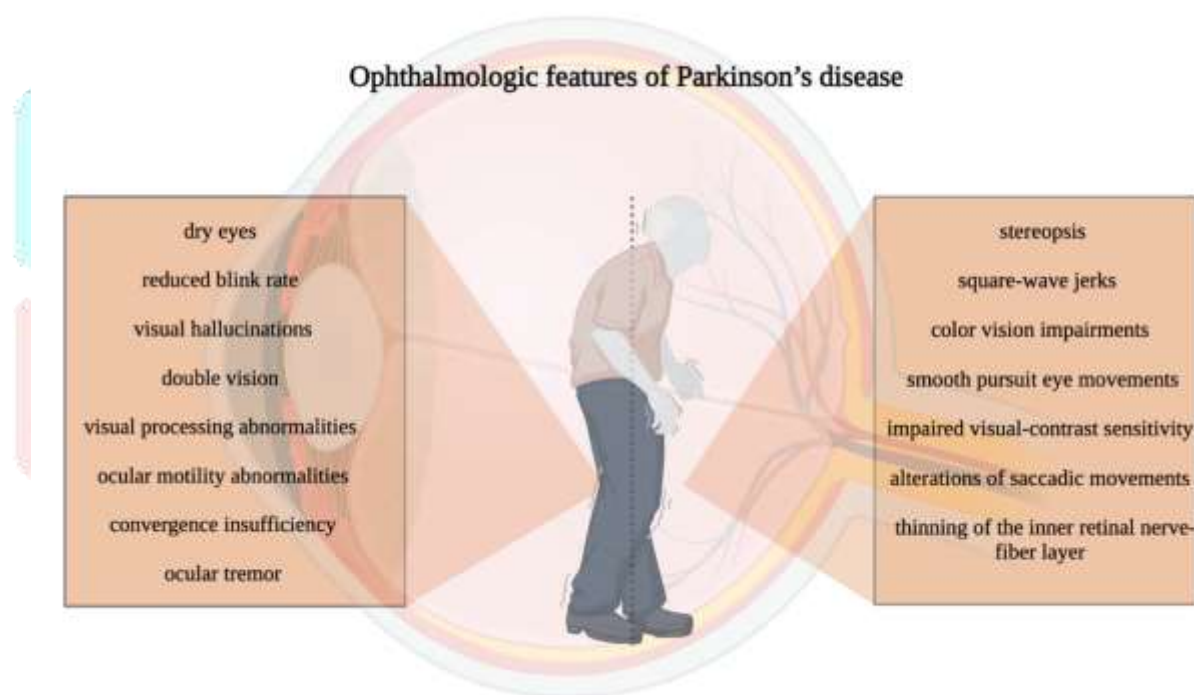 Ophthalmologic features of Parkinson's disease
dry eyes
reduced blink rate
visual hallucinations
double vision
visual processing abnormalities
ocular motility abnormalities
convergence insufficiency
ocular tremor
stereopsis
square-wave jerks
color vision impairments
smooth pursuit eye movements
impaired visual-contrast sensitivity
alterations of saccadic movements
thinning of the inner retinal nerve-
fiber layer